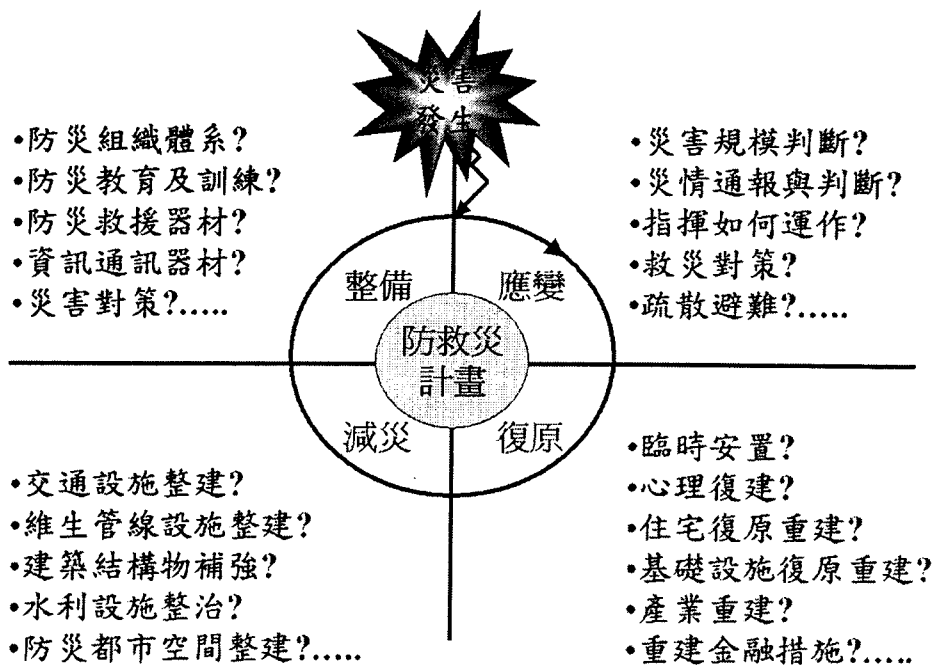 災害
發生
•防災組織體系?
•防災教育及訓練?
•防災救援器材?
•資訊通訊器材?
•災害對策?.....
•災害規模判斷?
•災情通報與判斷?
•指揮如何運作?
•救災對策?
•疏散避難?.....
整備
應變
防救災
計畫
減災
復原
•交通設施整建?
•維生管線設施整建?
•建築結構物補強?
•水利設施整治?
•防災都市空間整建?.....
•臨時安置?
•心理復建?
•住宅復原重建?
•基礎設施復原重建?
•產業重建?
•重建金融措施?.....